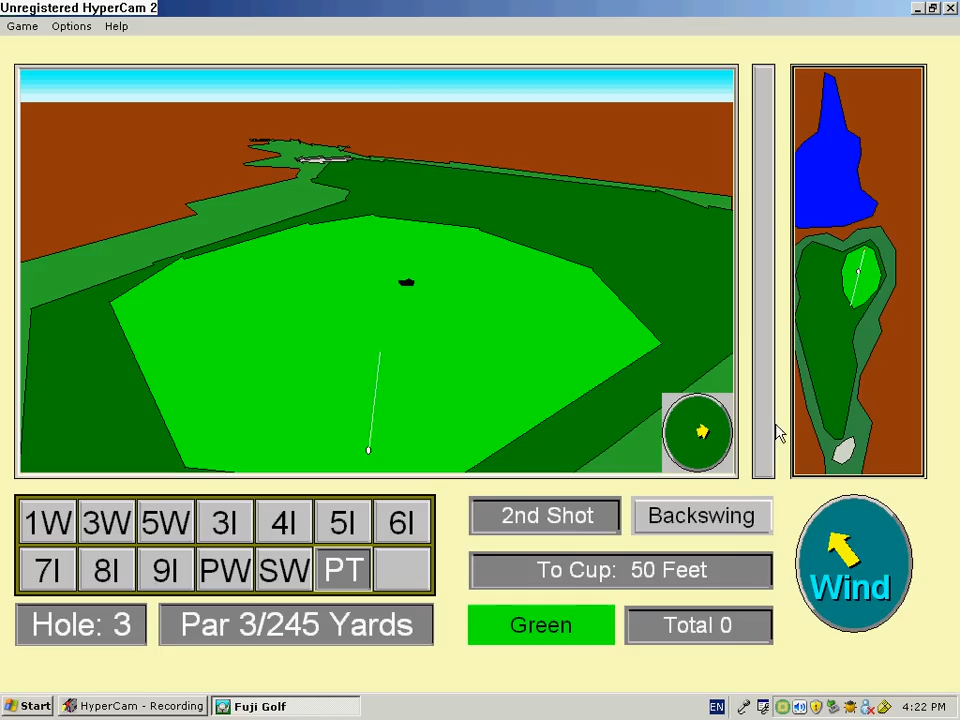 Unregistered HyperCam 2
Game Options Help
1W 3W 5W 3I 4I 5I 6I
7I 8I 9I PW SW PT
2nd Shot
Backswing
To Cup: 50 Feet
Wind
Hole: 3
Par 3/245 Yards
Green
Total 0
Start
HyperCam - Recording
Fuji Golf
EN
4:22 PM